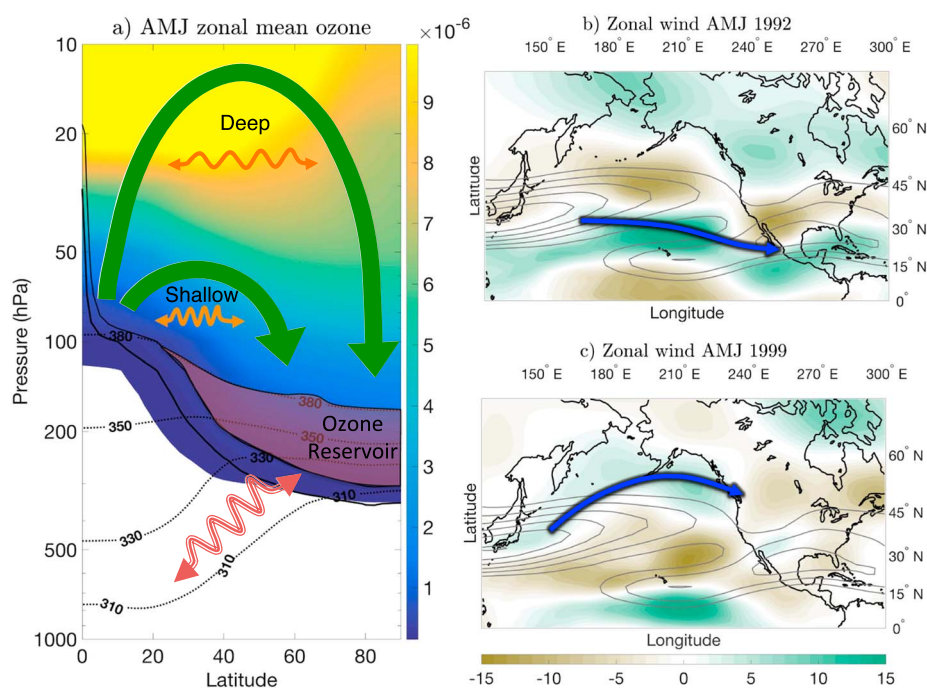 a) AMJ zonal mean ozone
×10⁻⁶
10
20
50
100
200
500
1000
Pressure (hPa)
0
20
40
60
80
Latitude
9
8
7
6
5
4
3
2
1
Deep
Shallow
380
350
330
310
330
310
380
350
Ozone
Reservoir
310
b) Zonal wind AMJ 1992
150° E
180° E
210° E
240° E
270° E
300° E
60° N
45° N
30° N
15° N
0°
Latitude
Longitude
c) Zonal wind AMJ 1999
150° E
180° E
210° E
240° E
270° E
300° E
60° N
45° N
30° N
15° N
0°
Latitude
Longitude
-15
-10
-5
0
5
10
15